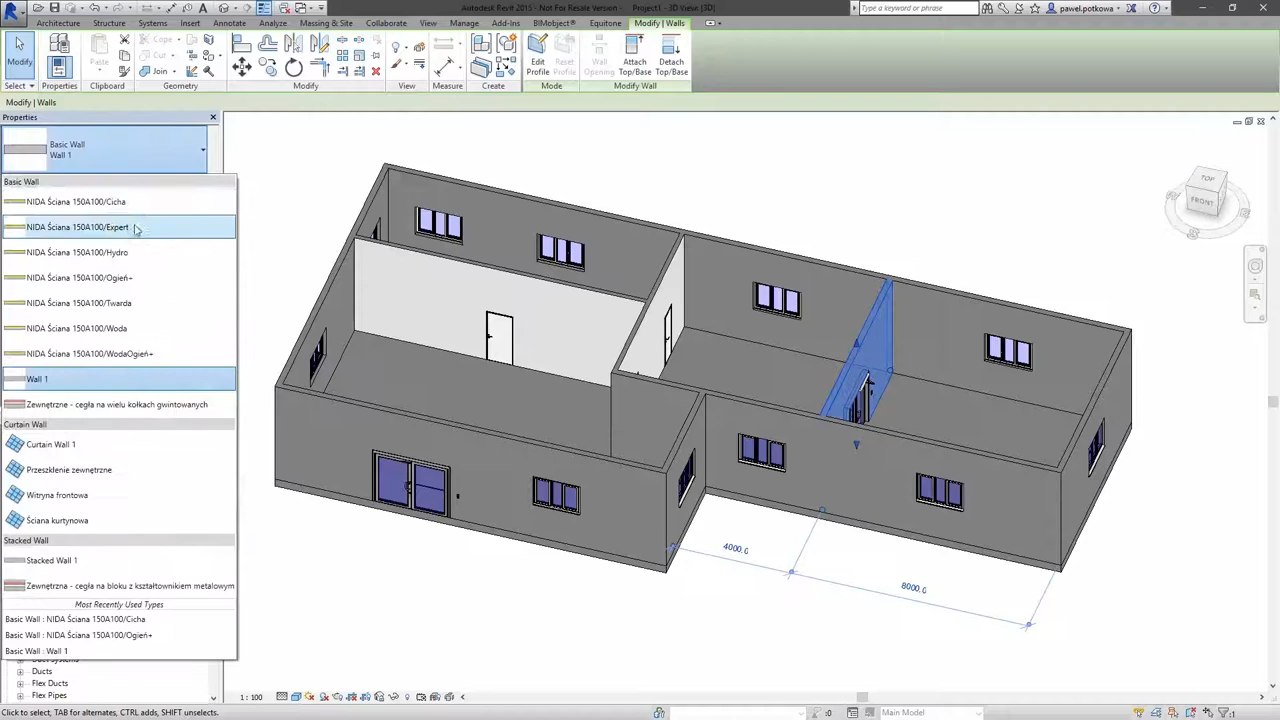 Autodesk Revit 2015 - Not For Resale Version - Project1 - 3D View: {3D}
Type a keyword or phrase
pawel.potkowa
Architecture Structure Systems Insert Annotate Analyze Massing & Site Collaborate View Manage Add-Ins BIMobject® Equitone Modify | Walls
Modify
Select
Properties
Paste
Cope
Cut
Join
Clipboard
Geometry
Modify
View
Measure
Create
Edit Profile
Reset Profile
Mode
Wall Opening
Attach Top/Base
Detach Top/Base
Modify Wall
Modify | Walls
Properties
Basic Wall
Wall 1
Basic Wall
NIDA Ściana 150A100/Cicha
NIDA Ściana 150A100/Expert
NIDA Ściana 150A100/Hydro
NIDA Ściana 150A100/Ogień+
NIDA Ściana 150A100/Twarda
NIDA Ściana 150A100/Woda
NIDA Ściana 150A100/WodaOgień+
Wall 1
Zewnętrzne - cegła na wielu kołkach gwintowanych
Curtain Wall
Curtain Wall 1
Przeszklenie zewnętrzne
Witryna frontowa
Ściana kurtynowa
Stacked Wall
Stacked Wall 1
Zewnętrzna - cegła na bloku z kształtownikiem metalowym
Most Recently Used Types
Basic Wall : NIDA Ściana 150A100/Cicha
Basic Wall : NIDA Ściana 150A100/Ogień+
Basic Wall : Wall 1
Ducts
Flex Ducts
Flex Pipes
TOP
FRONT
4000.0
8000.0
1 : 100
Click to select, TAB for alternates, CTRL adds, SHIFT unselects.
:0
Main Model
:1